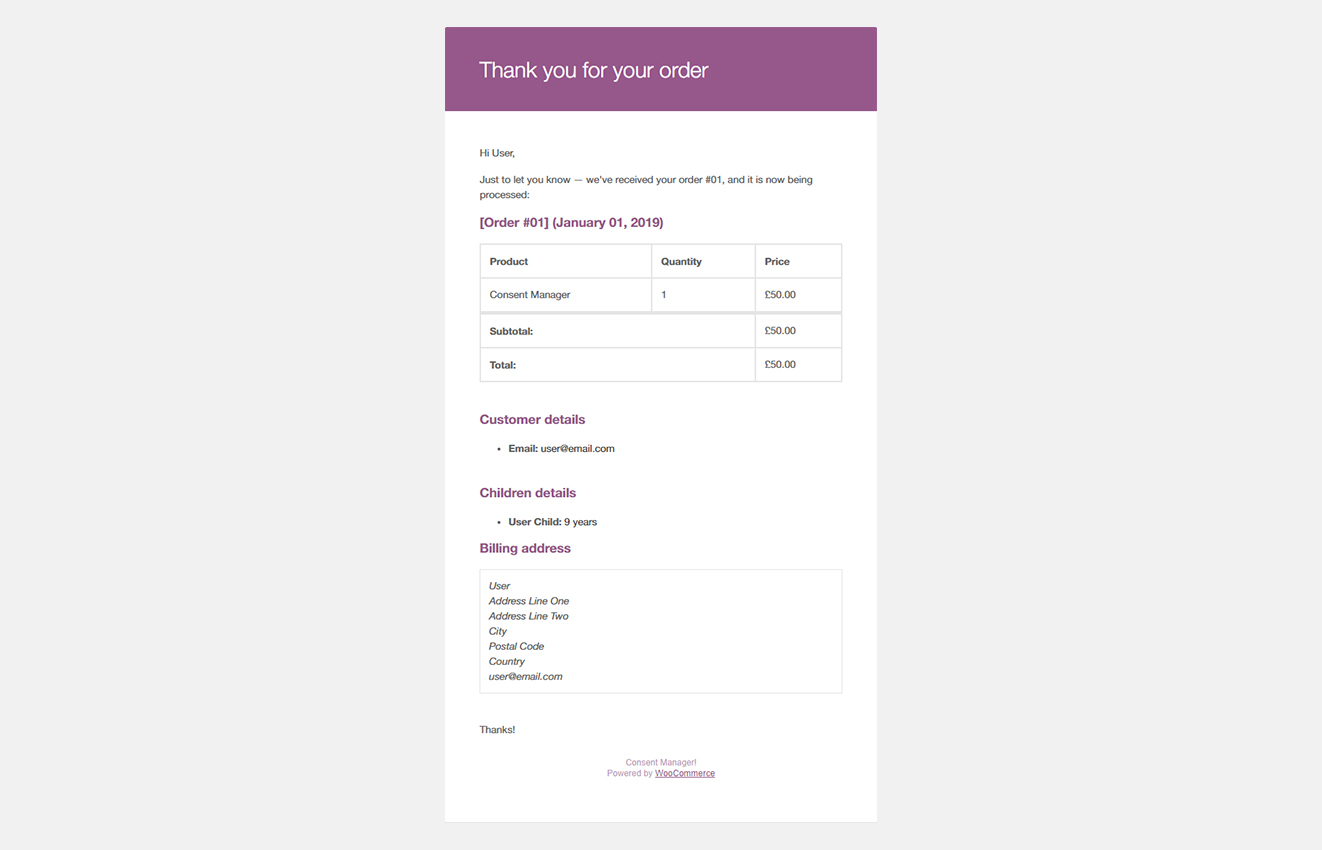 Thank you for your order
Hi User,
Just to let you know — we've received your order #01, and it is now being
processed:
[Order #01] (January 01, 2019)
Product Quantity Price
Consent Manager 1 £50.00
Subtotal: £50.00
Total: £50.00
Customer details
• Email: user@email.com
Children details
• User Child: 9 years
Billing address
User
Address Line One
Address Line Two
City
Postal Code
Country
user@email.com
Thanks!
Consent Manager!
Powered by WooCommerce